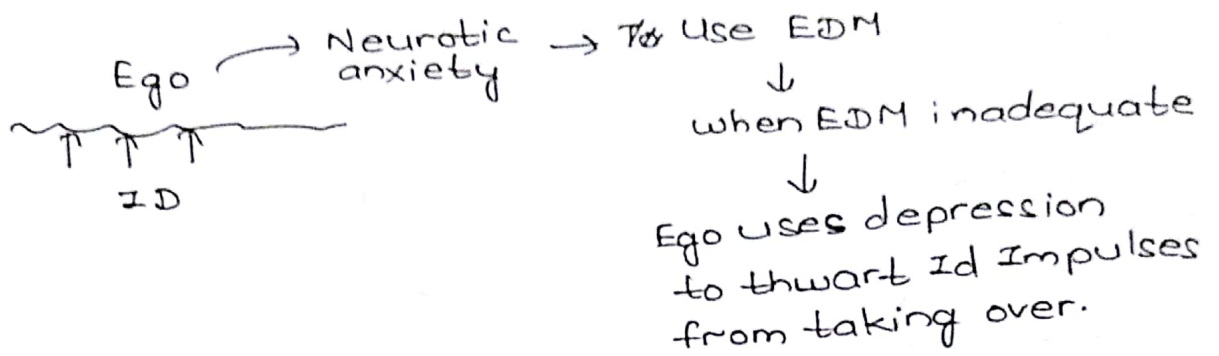 Ego → Neurotic
anxiety → Use EDM
↓
when EDM inadequate
↓
Ego uses depression
to thwart Id Impulses
from taking over.
↑ ↑ ↑
ID